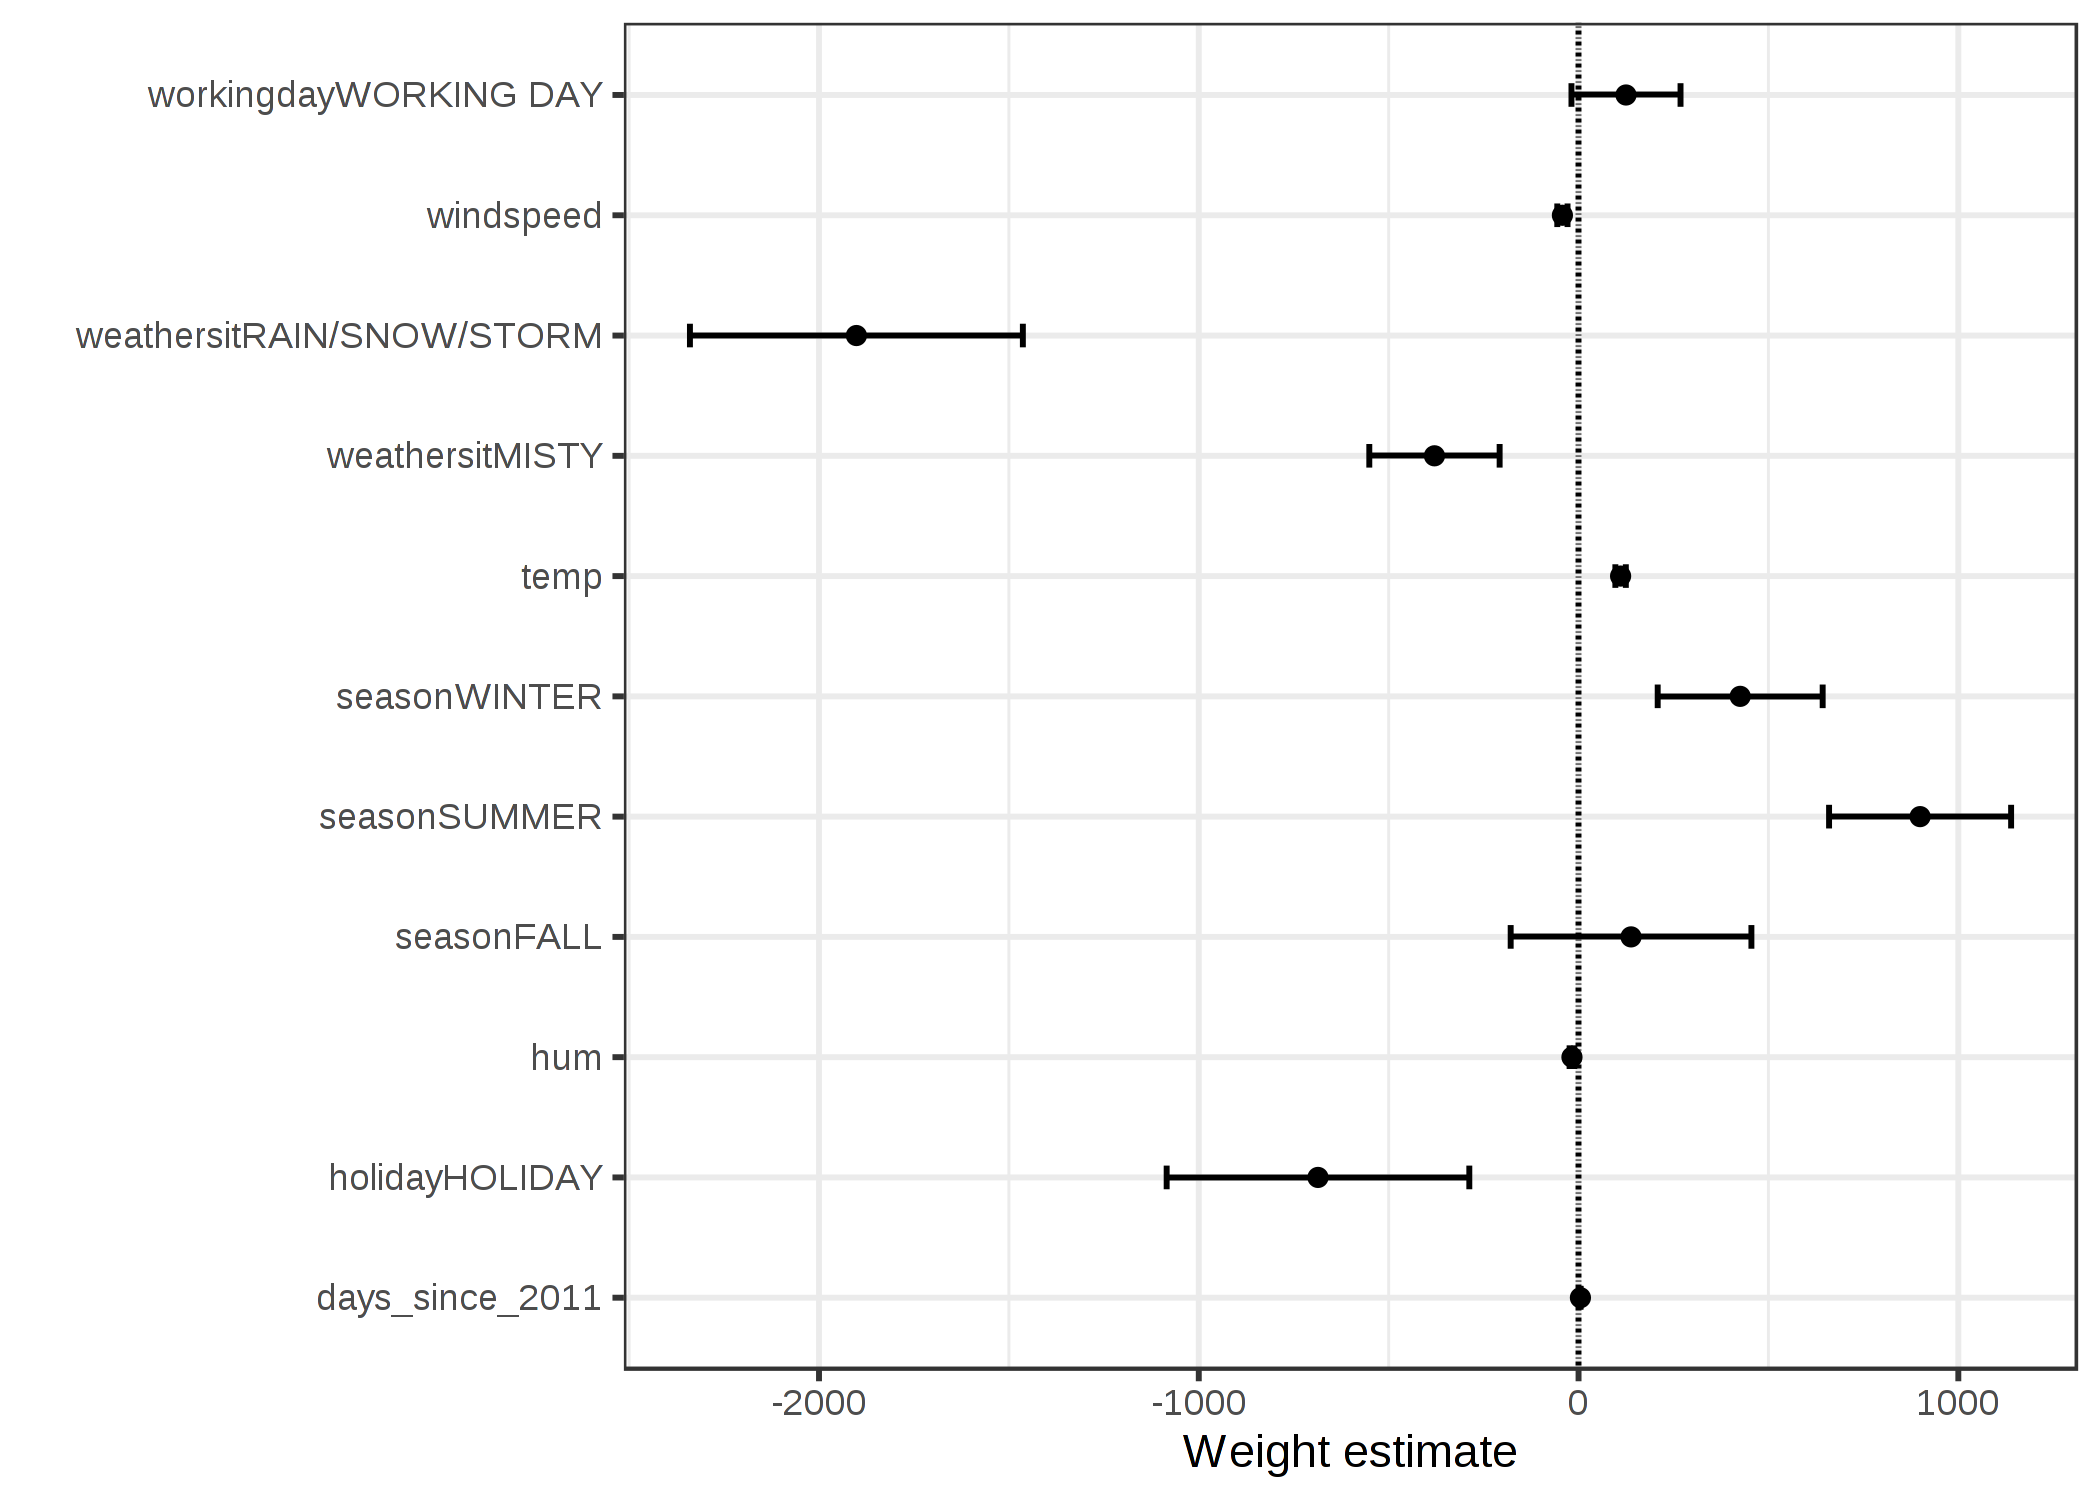 workingdayWORKING DAY
windspeed
weathersitRAIN/SNOW/STORM
weathersitMISTY
temp
seasonWINTER
seasonSUMMER
seasonFALL
hum
holidayHOLIDAY
days_since_2011
-2000 -1000 0 1000
Weight estimate